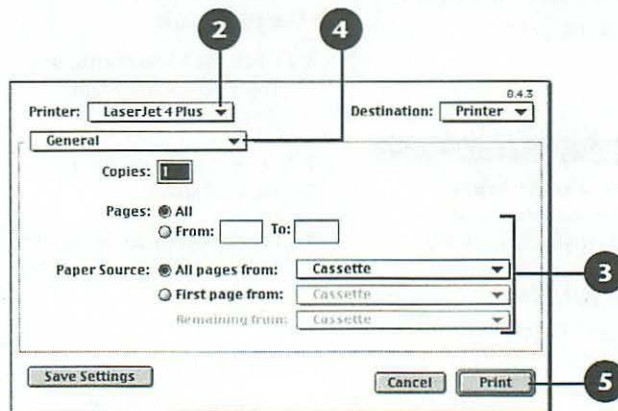 2
4
8.4.3
Printer: LaserJet 4 Plus
Destination: Printer
General
Copies: 1
Pages: All
From: To:
3
Paper Source: All pages from: Cassette
First page from: Cassette
Remaining from: Cassette
Save Settings
Cancel
Print
5